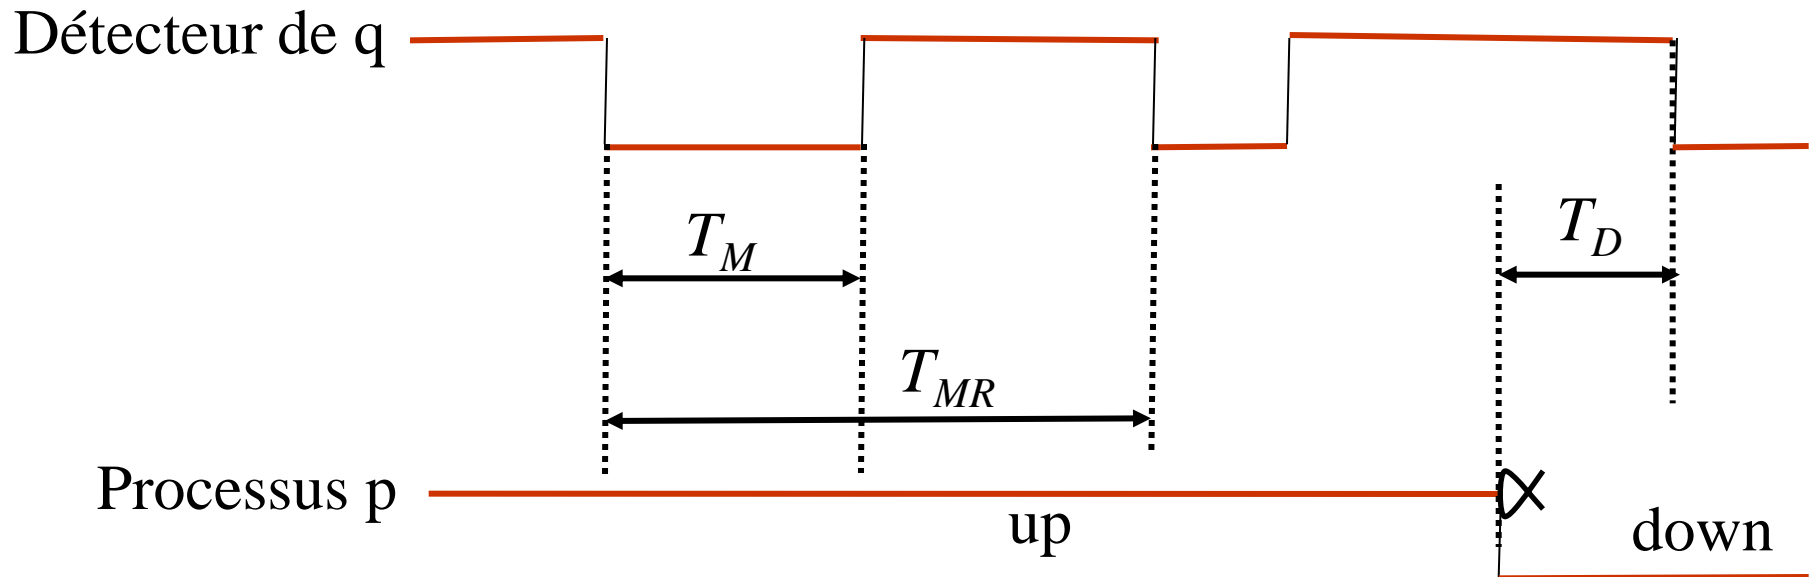 Détecteur de q
T_M
T_D
T_MR
Processus p
up
down